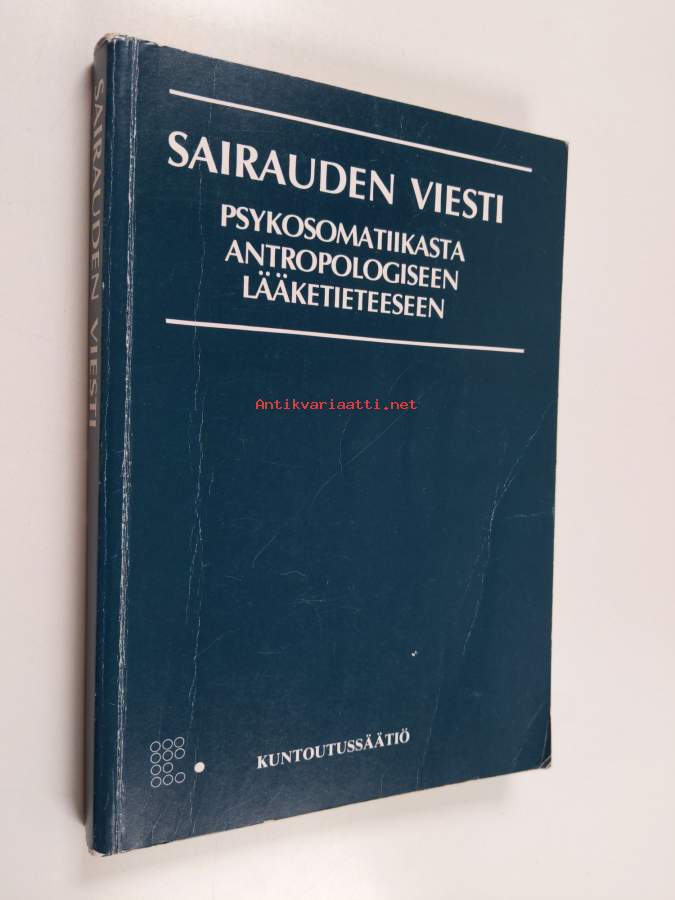 SAIRAUDEN VIESTI
SAIRAUDEN VIESTI
PSYKOSOMATIIKASTA
ANTROPOLOGISEEN
LÄÄKETIETEESEEN
Antikvariaatti.net
KUNTOUTUSSÄÄTIÖ